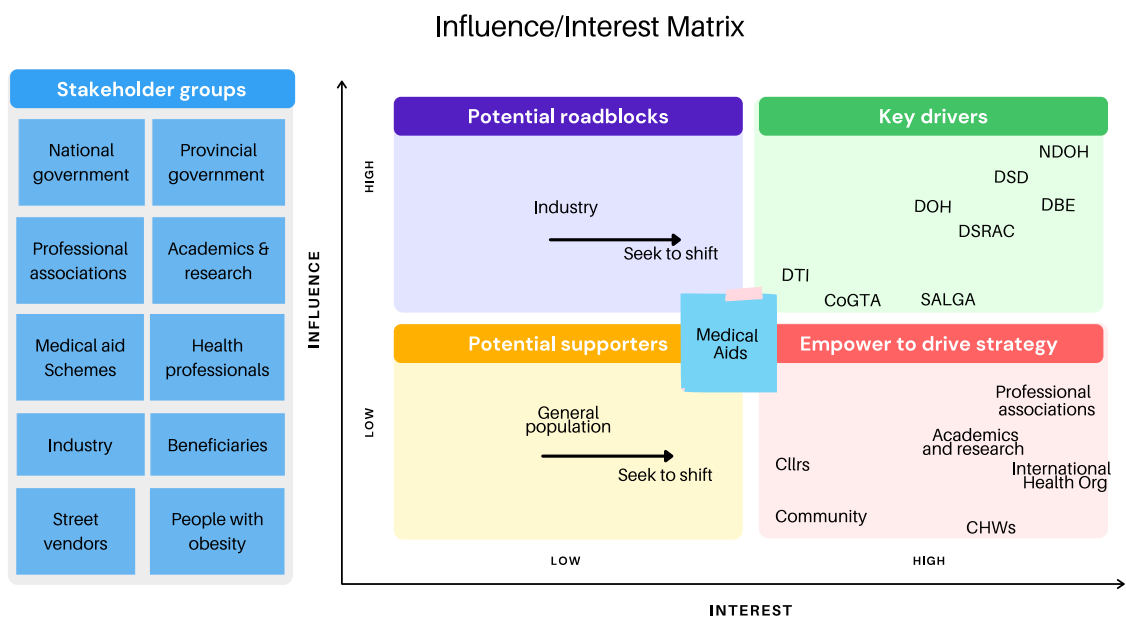 Influence/Interest Matrix
Stakeholder groups
National
government
Provincial
government
Professional
associations
Academics &
research
Medical aid
Schemes
Health
professionals
Industry
Beneficiaries
Street
vendors
People with
obesity
INFLUENCE
HIGH
LOW
Potential roadblocks
Industry
Seek to shift
Key drivers
NDOH
DSD
DOH
DBE
DSRAC
DTI
CoGTA
SALGA
Medical
Aids
Potential supporters
General
population
Seek to shift
Empower to drive strategy
Professional
associations
Academics
and research
Cllrs
International
Health Org
Community
CHWs
LOW
HIGH
INTEREST